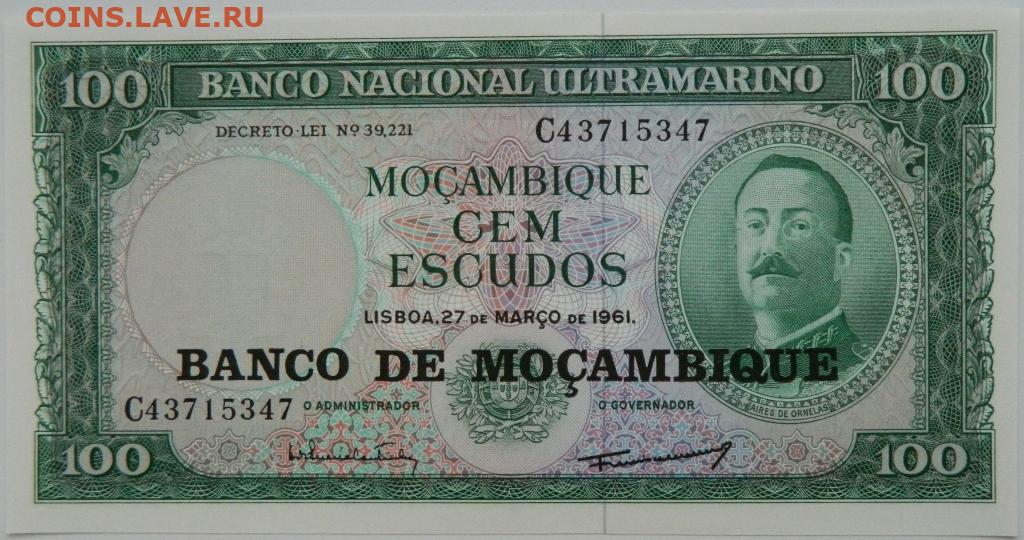 COINS.LAVE.RU
100 BANCO NACIONAL ULTRAMARINO 100
DECRETO-LEI Nº 39,221
C43715347
MOÇAMBIQUE
CEM
ESCUDOS
LISBOA, 27 DE MARÇO DE 1961.
BANCO DE MOÇAMBIQUE
C43715347
O ADMINISTRADOR
O GOVERNADOR
AIRES DE ORNELAS
100
100